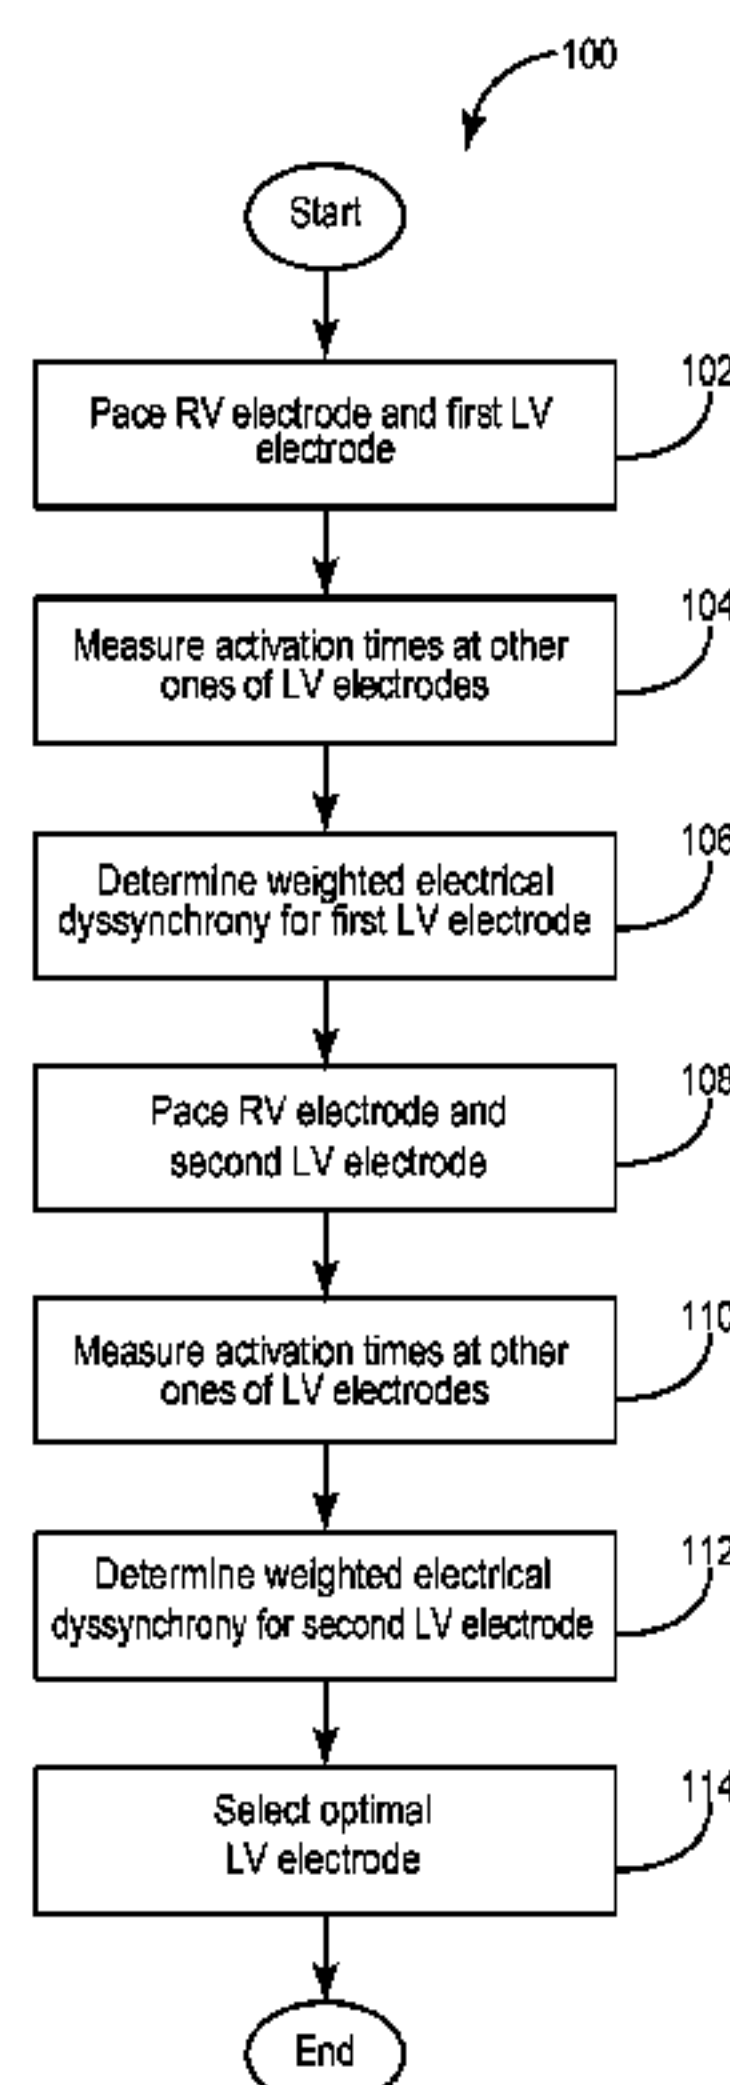 100
Start
102
Pace RV electrode and first LV
electrode
104
Measure activation times at other
ones of LV electrodes
106
Determine weighted electrical
dyssynchrony for first LV electrode
108
Pace RV electrode and
second LV electrode
110
Measure activation times at other
ones of LV electrodes
112
Determine weighted electrical
dyssynchrony for second LV electrode
114
Select optimal
LV electrode
End